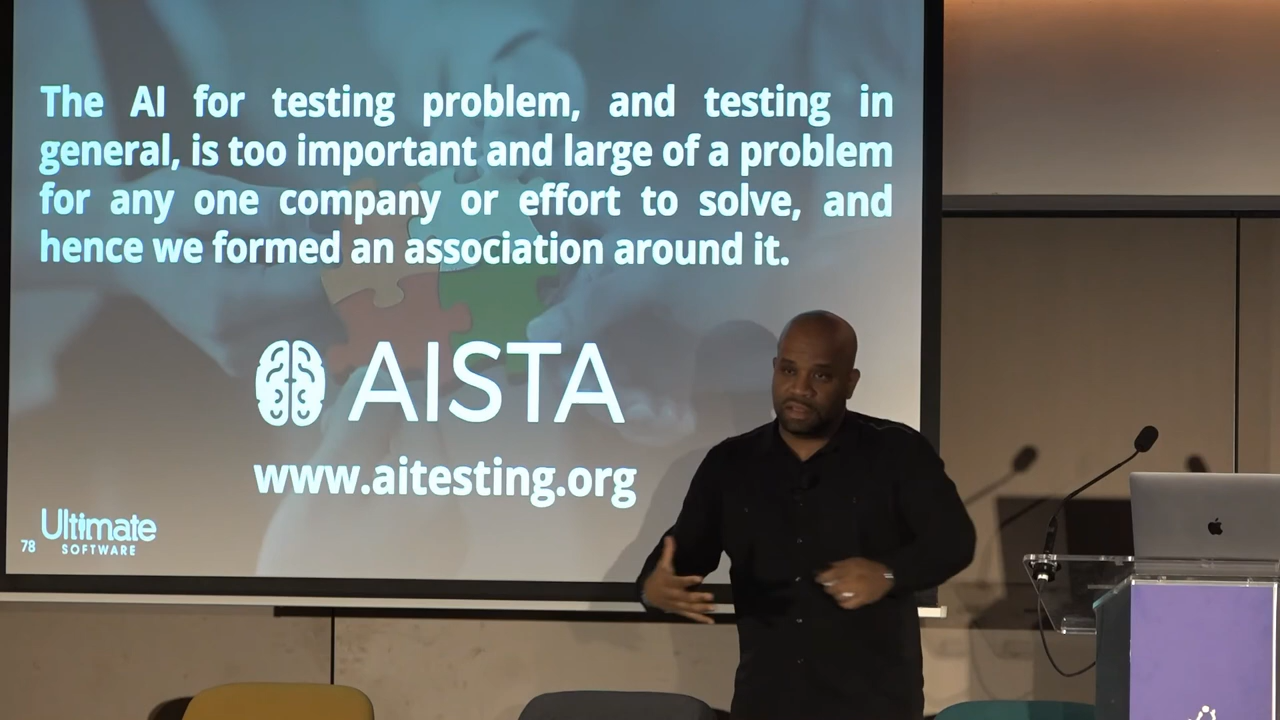 The AI for testing problem, and testing in
general, is too important and large of a problem
for any one company or effort to solve, and
hence we formed an association around it.
AISTA
www.aitesting.org
Ultimate
SOFTWARE
78